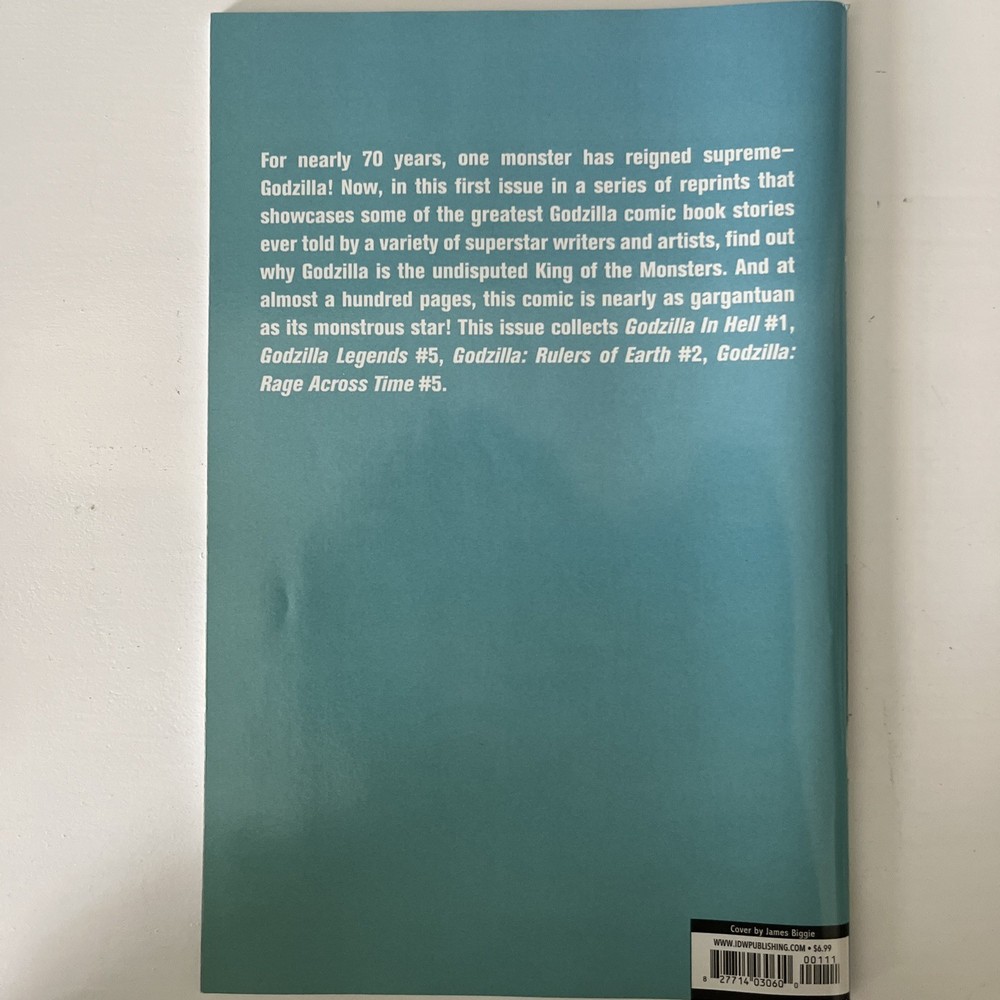 For nearly 70 years, one monster has reigned supreme—
Godzilla! Now, in this first issue in a series of reprints that
showcases some of the greatest Godzilla comic book stories
ever told by a variety of superstar writers and artists, find out
why Godzilla is the undisputed King of the Monsters. And at
almost a hundred pages, this comic is nearly as gargantuan
as its monstrous star! This issue collects Godzilla In Hell #1,
Godzilla Legends #5, Godzilla: Rulers of Earth #2, Godzilla:
Rage Across Time #5.
Cover by James Biggie
WWW.IDWPUBLISHING.COM • $6.99
00111
8 27714 03060 0